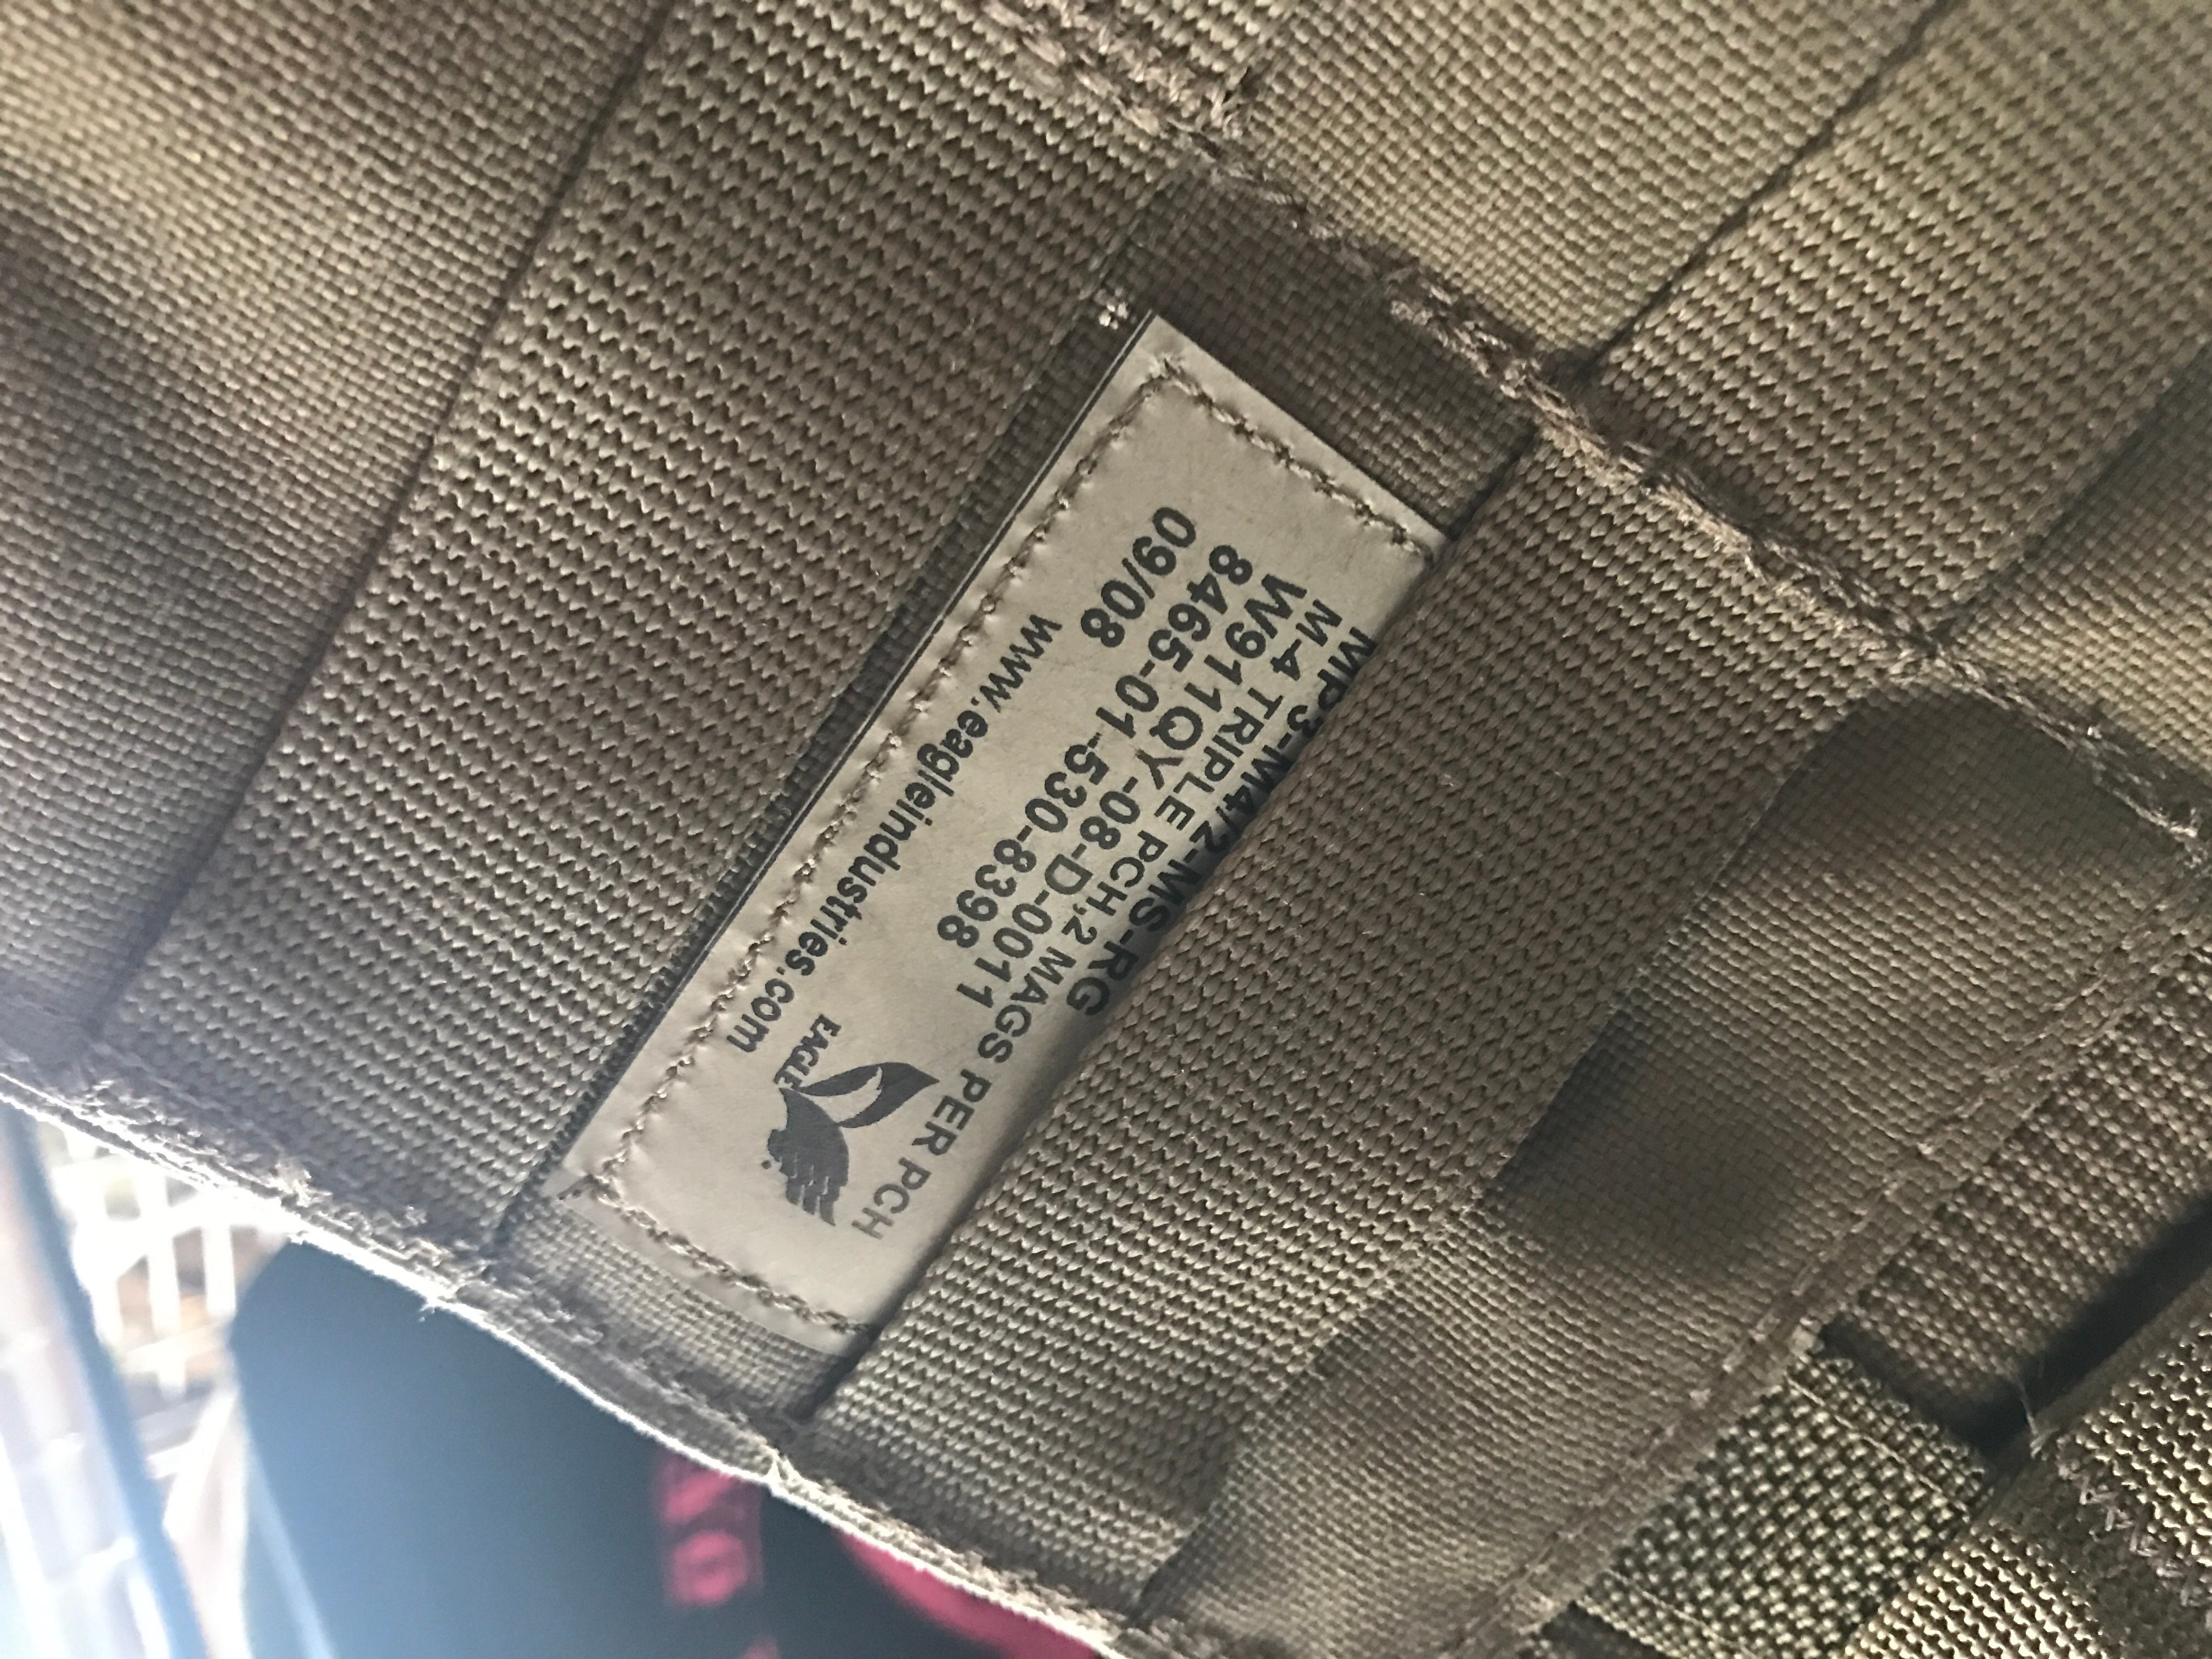 MP3-M4/2-MS-RG
M-4 TRIPLE PCH,2 MAGS PER PCH
W911QY-08-D-0011
8465-01-530-8398
09/08
www.eagleindustries.com
EAGLE